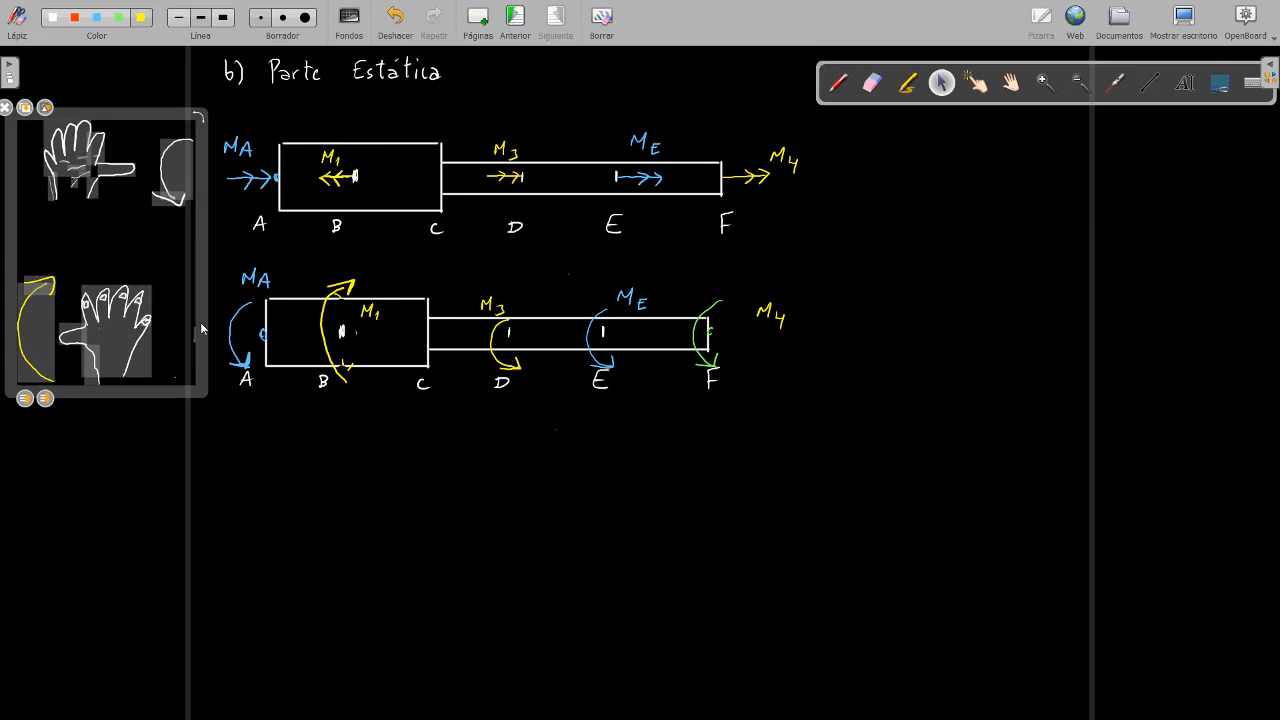 Lápiz Color Línea Borrador Fondos Deshacer Repetir Páginas Anterior Siguiente Borrar Pizarra Web Documentos Mostrar escritorio OpenBoard
b) Parte Estática
MA M1 M3 ME M4
A B C D E F
MA M1 M3 ME M4
A B C D E F